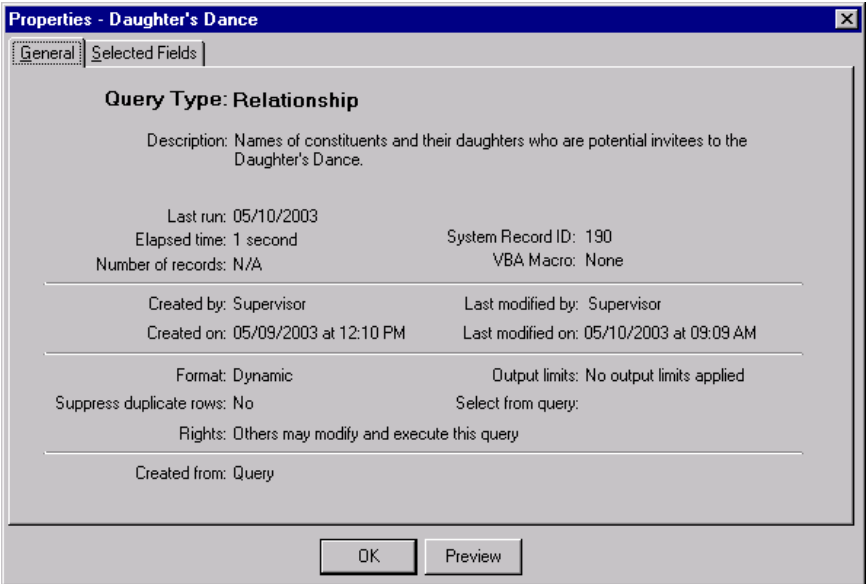 Properties - Daughter's Dance
General Selected Fields
Query Type: Relationship
Description: Names of constituents and their daughters who are potential invitees to the
Daughter's Dance.
Last run: 05/10/2003
Elapsed time: 1 second System Record ID: 190
Number of records: N/A VBA Macro: None
Created by: Supervisor Last modified by: Supervisor
Created on: 05/09/2003 at 12:10 PM Last modified on: 05/10/2003 at 09:09 AM
Format: Dynamic Output limits: No output limits applied
Suppress duplicate rows: No Select from query:
Rights: Others may modify and execute this query
Created from: Query
OK Preview